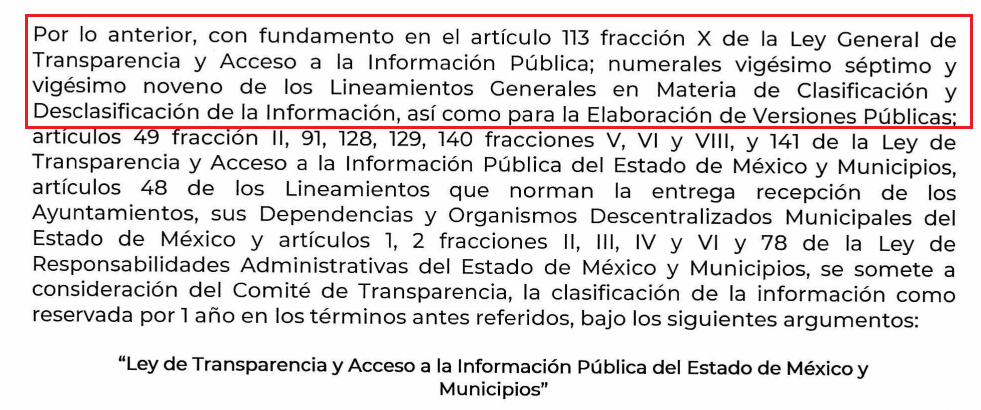 Por lo anterior, con fundamento en el artículo 113 fracción X de la Ley General de
Transparencia y Acceso a la Información Pública; numerales vigésimo séptimo y
vigésimo noveno de los Lineamientos Generales en Materia de Clasificación y
Desclasificación de la Información, así como para la Elaboración de Versiones Públicas;
artículos 49 fracción II, 91, 128, 129, 140 fracciones V, VI y VIII, y 141 de la Ley de
Transparencia y Acceso a la Información Pública del Estado de México y Municipios,
artículos 48 de los Lineamientos que norman la entrega recepción de los
Ayuntamientos, sus Dependencias y Organismos Descentralizados Municipales del
Estado de México y artículos 1, 2 fracciones II, III, IV y VI y 78 de la Ley de
Responsabilidades Administrativas del Estado de México y Municipios, se somete a
consideración del Comité de Transparencia, la clasificación de la información como
reservada por 1 año en los términos antes referidos, bajo los siguientes argumentos:
“Ley de Transparencia y Acceso a la Información Pública del Estado de México y
Municipios”